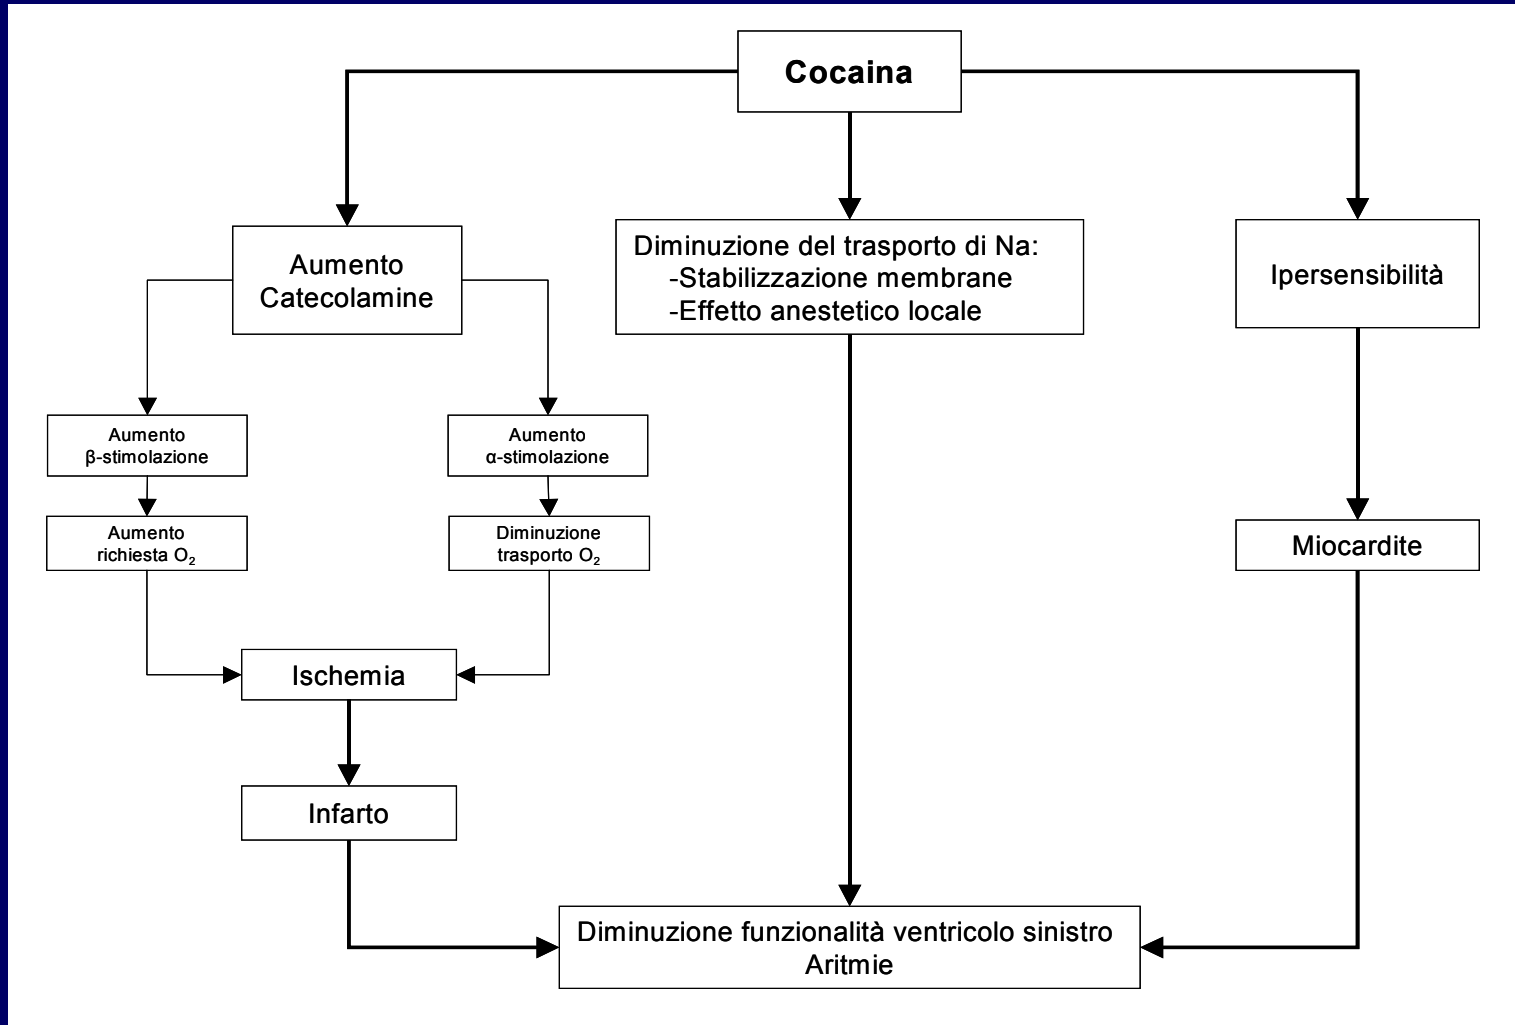 Cocaina
Aumento
Catecolamine
Diminuzione del trasporto di Na:
-Stabilizzazione membrane
-Effetto anestetico locale
Ipersensibilità
Aumento
β-stimolazione
Aumento
α-stimolazione
Aumento
richiesta O₂
Diminuzione
trasporto O₂
Miocardite
Ischemia
Infarto
Diminuzione funzionalità ventricolo sinistro
Aritmie